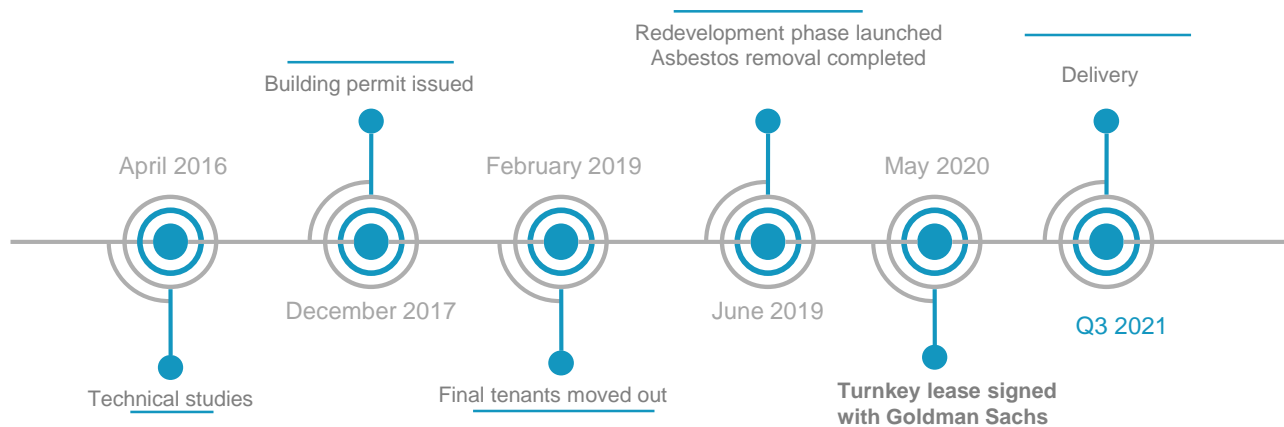 Redevelopment phase launched
Asbestos removal completed
Delivery
Building permit issued
April 2016
February 2019
May 2020
December 2017
June 2019
Q3 2021
Technical studies
Final tenants moved out
Turnkey lease signed
with Goldman Sachs